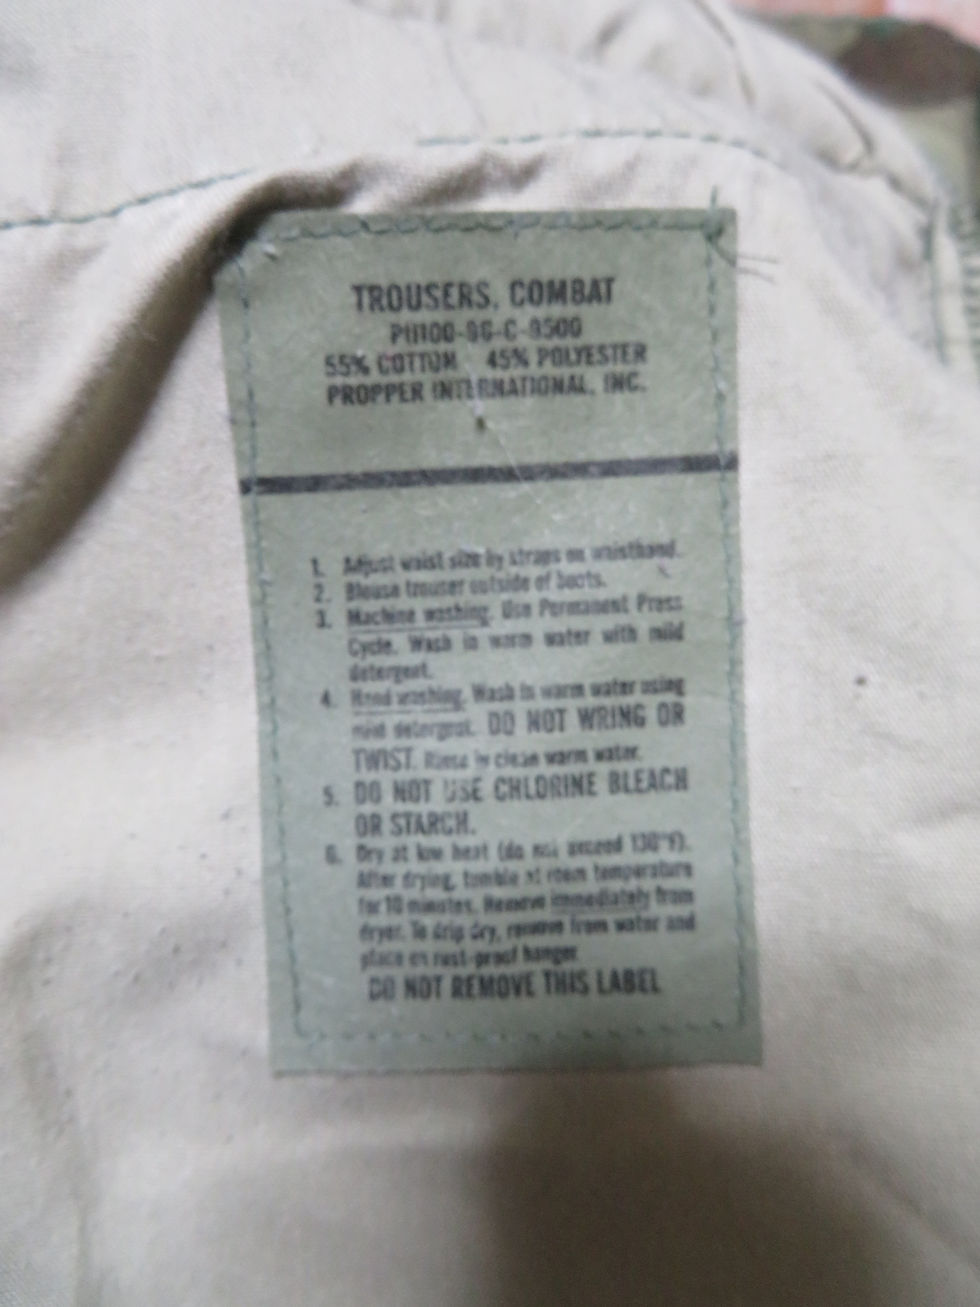 TROUSERS, COMBAT
55% COTTON 45% POLYESTER
PROPPER INTERNATIONAL, INC.
1. Adjust waist size by straps on waistband.
2. Blouse trouser outside of boots.
3. Machine washing. Use Permanent Press
Cycle. Wash in warm water with mild
detergent.
4. Hand washing. Wash in warm water using
mild detergent. DO NOT WRING OR
TWIST. Rinse in clean warm water.
5. DO NOT USE CHLORINE BLEACH
OR STARCH.
6. Dry at low heat (do not exceed 130°F).
After drying, tumble at room temperature
for 10 minutes. Remove immediately from
dryer. To drip dry, remove from water and
place on rust-proof hanger.
DO NOT REMOVE THIS LABEL